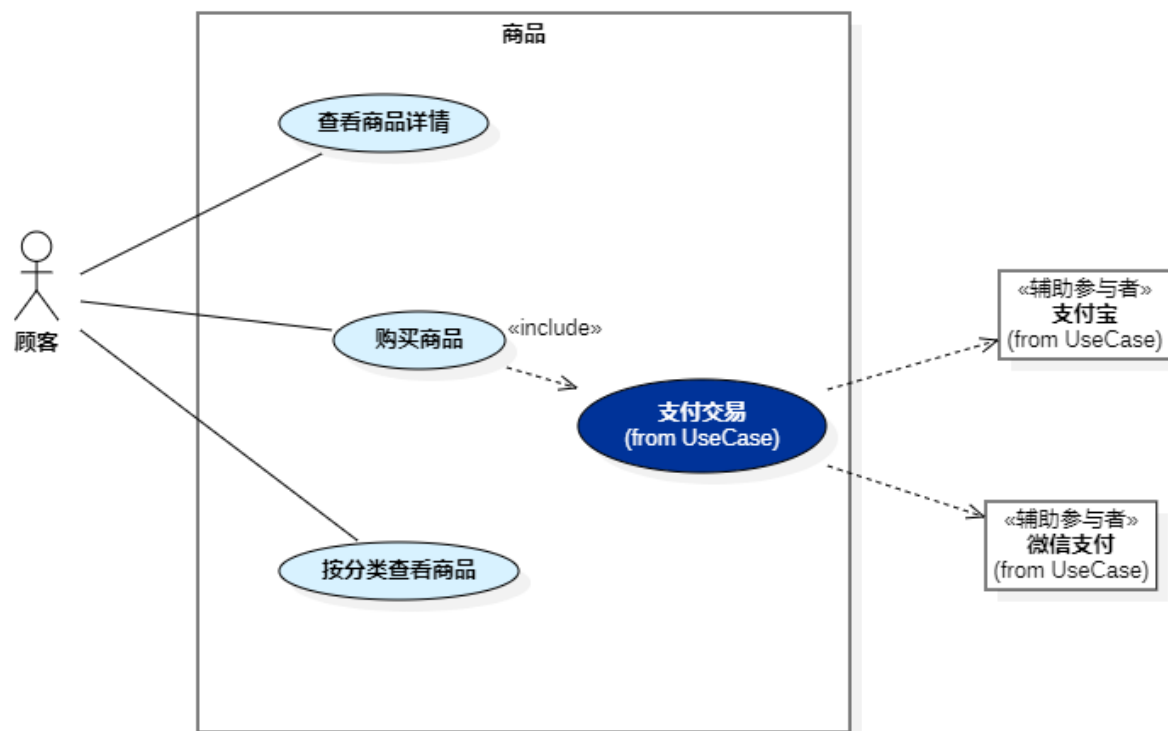 商品
查看商品详情
顾客
购买商品
«include»
支付交易
(from UseCase)
«辅助参与者»
支付宝
(from UseCase)
«辅助参与者»
微信支付
(from UseCase)
按分类查看商品